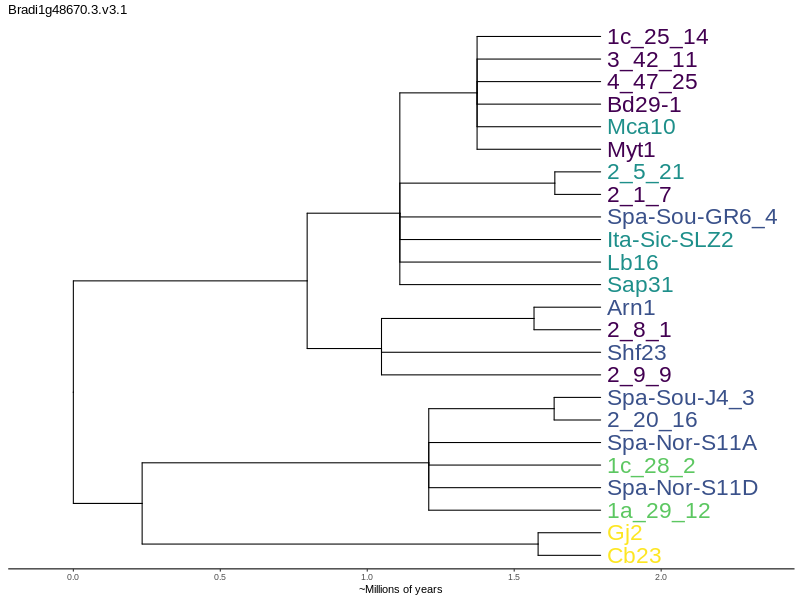 Bradi1g48670.3.v3.1
1c_25_14
3_42_11
4_47_25
Bd29-1
Mca10
Myt1
2_5_21
2_1_7
Spa-Sou-GR6_4
Ita-Sic-SLZ2
Lb16
Sap31
Arn1
2_8_1
Shf23
2_9_9
Spa-Sou-J4_3
2_20_16
Spa-Nor-S11A
1c_28_2
Spa-Nor-S11D
1a_29_12
Gj2
Cb23
0.0 0.5 1.0 1.5 2.0
~Millions of years